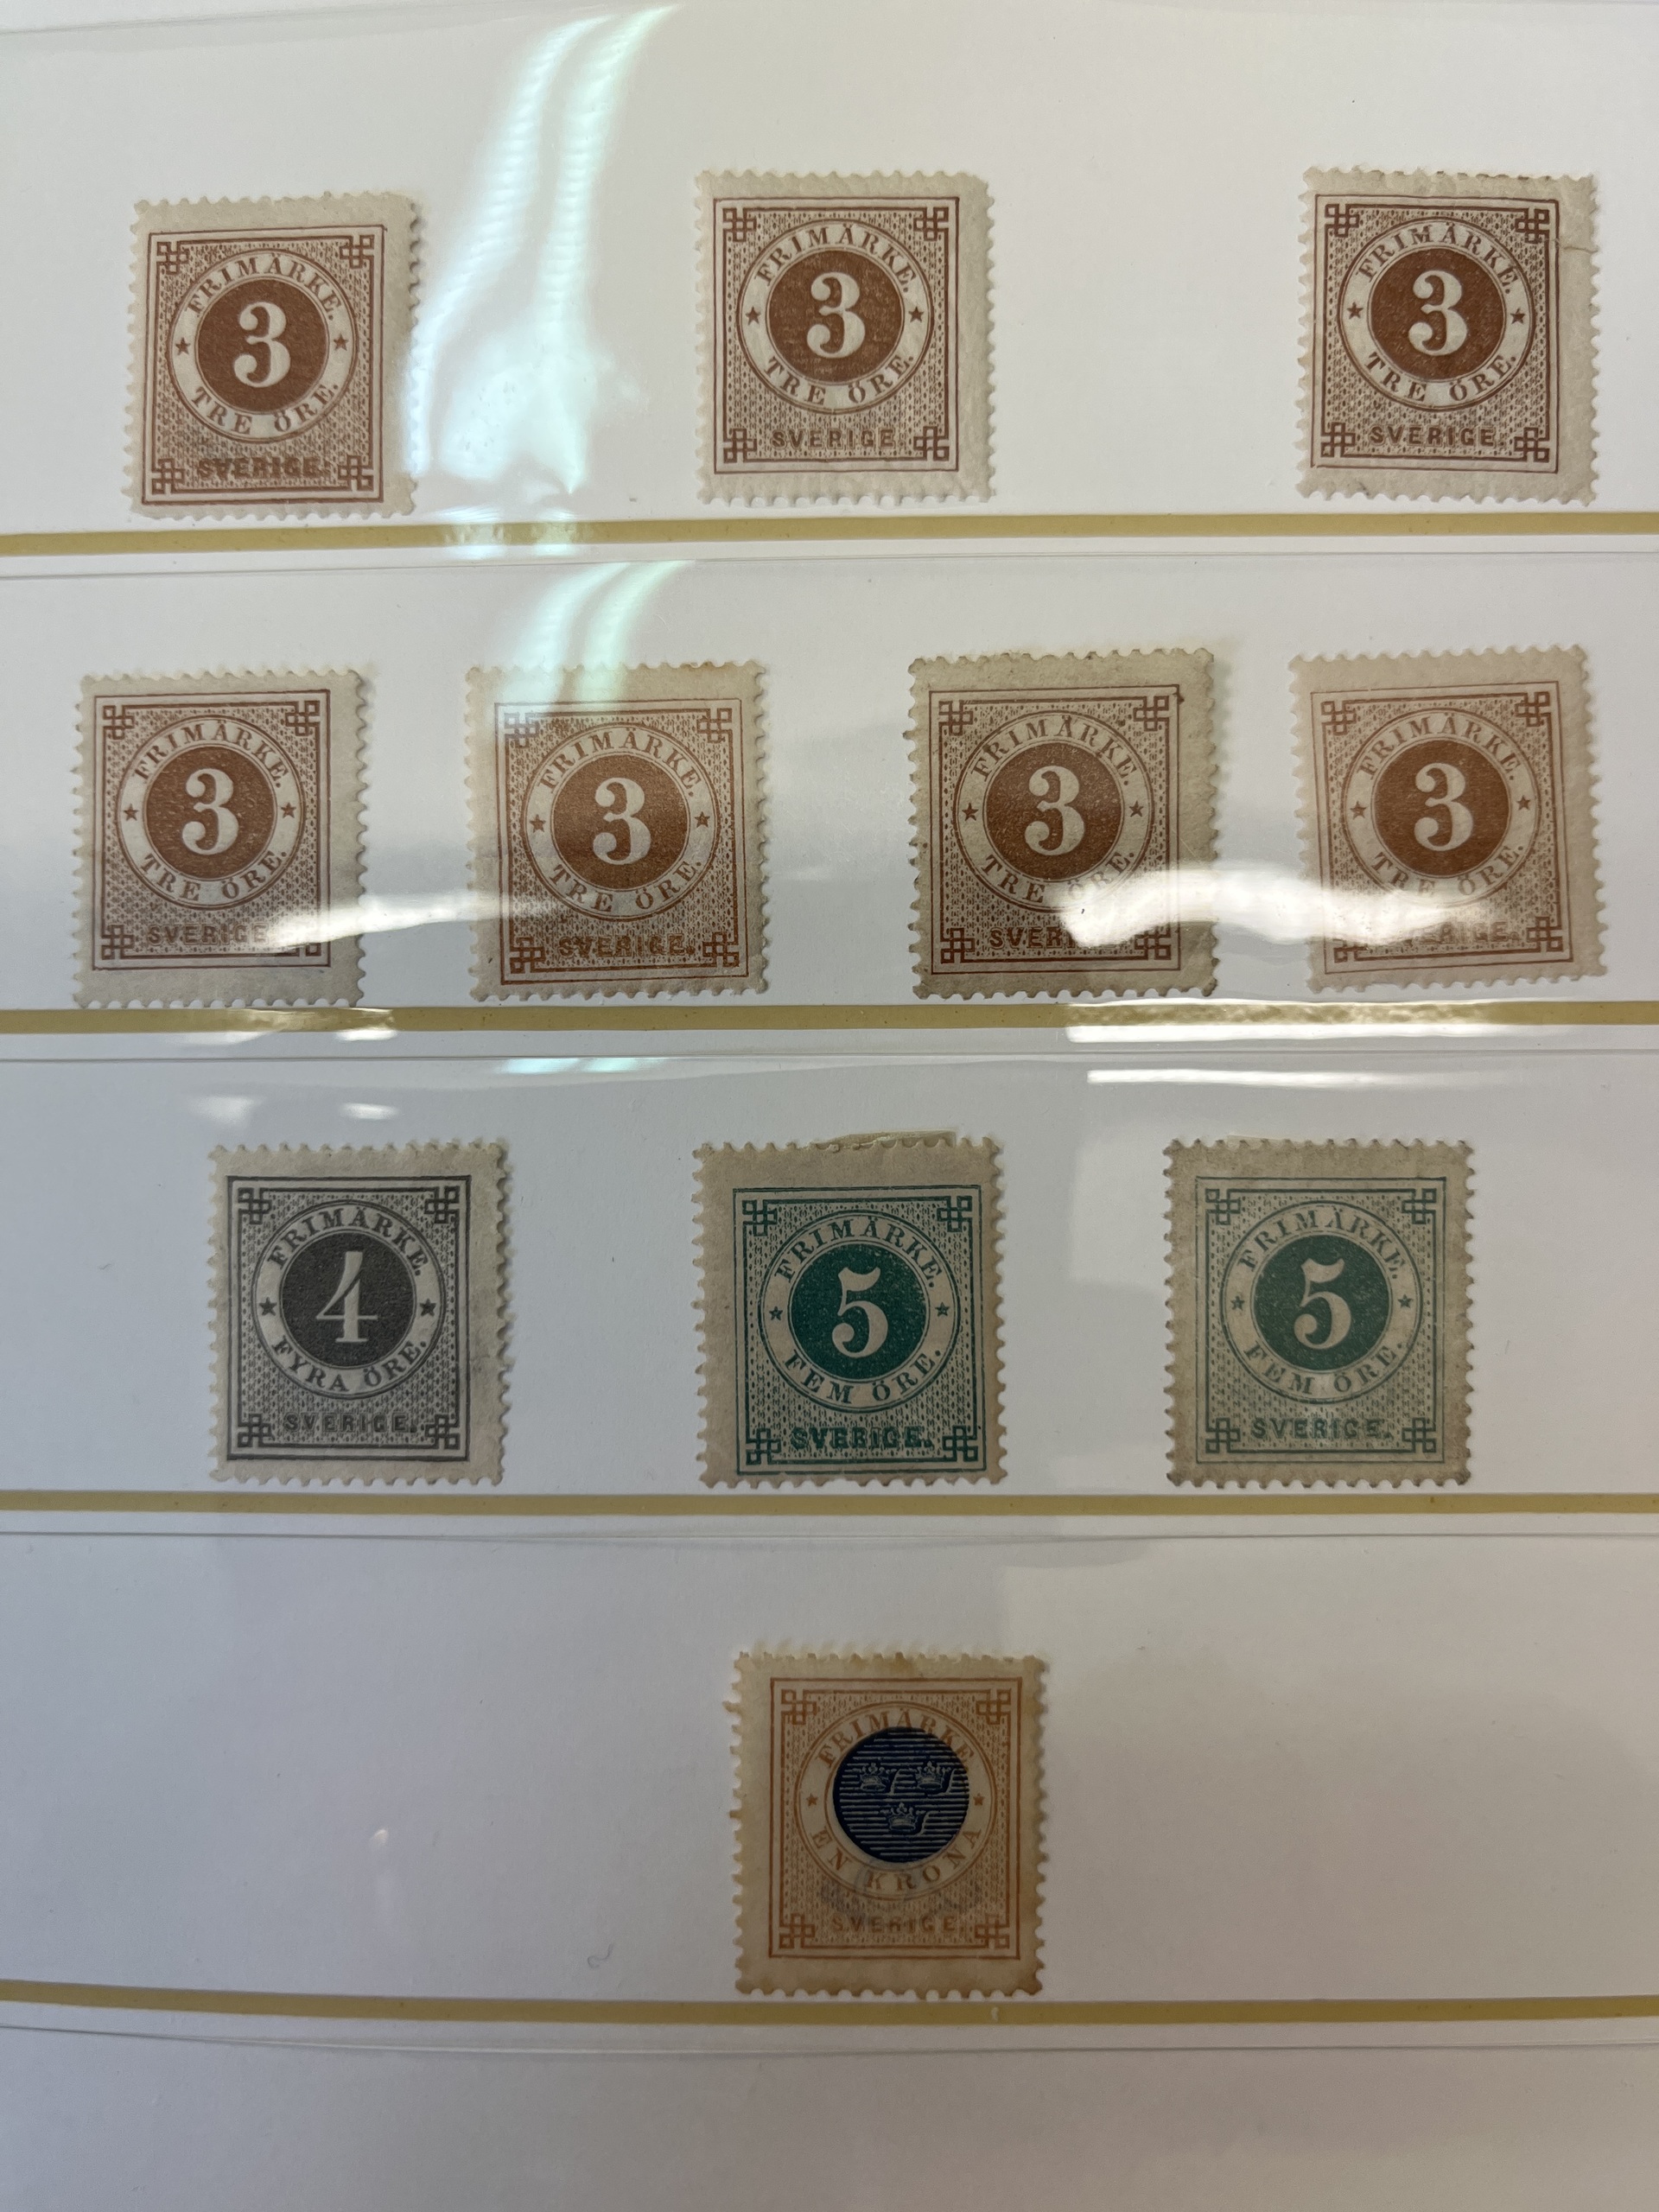 FRIMÄRKE.
3
TRE ÖRE.
SVERIGE.
FRIMÄRKE.
3
TRE ÖRE.
SVERIGE.
FRIMÄRKE.
3
TRE ÖRE.
SVERIGE.
FRIMÄRKE.
3
TRE ÖRE.
SVERIGE
FRIMÄRKE.
3
TRE ÖRE.
SVERIGE.
FRIMÄRKE.
3
TRE ÖRE.
FRIMÄRKE.
3
TRE ÖRE.
SVERIGE.
FRIMÄRKE.
4
FYRA ÖRE.
SVERIGE.
FRIMÄRKE.
5
FEM ÖRE.
SVERIGE.
FRIMÄRKE.
5
FEM ÖRE.
SVERIGE.
FRIMÄRKE
EN KRONA
SVERIGE.